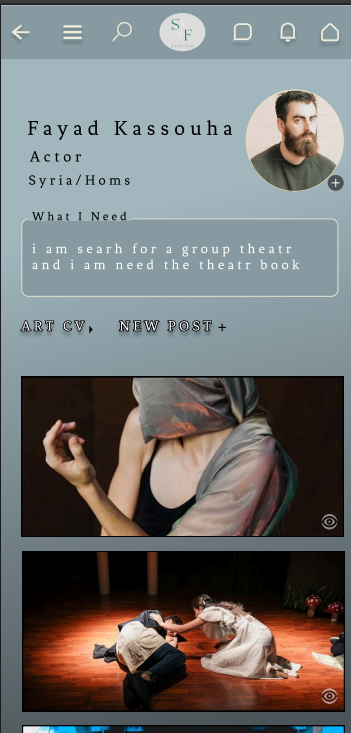 S
F
Fayad Kassouha
Actor
Syria/Homs
What I Need
i am searh for a group theatr
and i am need the theatr book
ART CV
NEW POST +